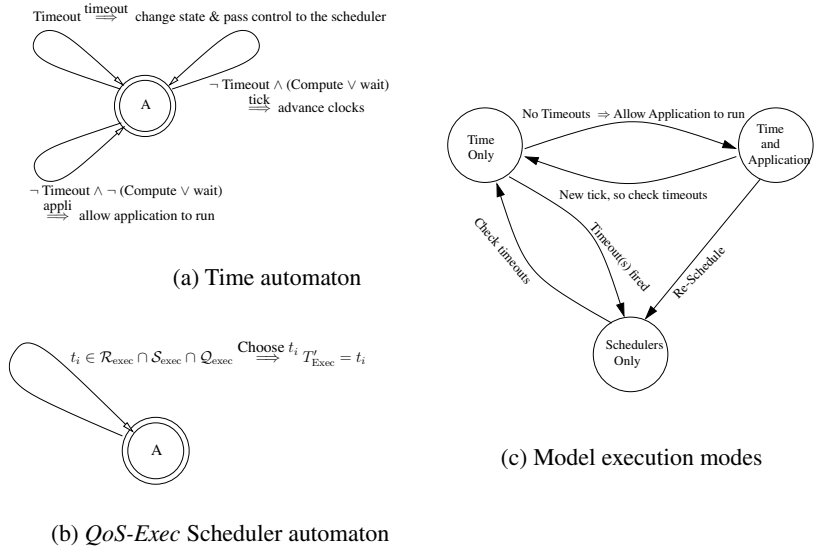 Timeout timeout ⟹ change state & pass control to the scheduler
¬ Timeout ∧ (Compute ∨ wait)
tick ⟹ advance clocks
A
¬ Timeout ∧ ¬ (Compute ∨ wait)
appli ⟹ allow application to run
(a) Time automaton
t_i ∈ R_exec ∩ S_exec ∩ Q_exec Choose t_i ⟹ T'_Exec = t_i
A
(b) QoS-Exec Scheduler automaton
No Timeouts ⇒ Allow Application to run
Time
Only
Time
and
Application
New tick, so check timeouts
Check timeouts
Timeout(s) fired
Re-Schedule
Schedulers
Only
(c) Model execution modes